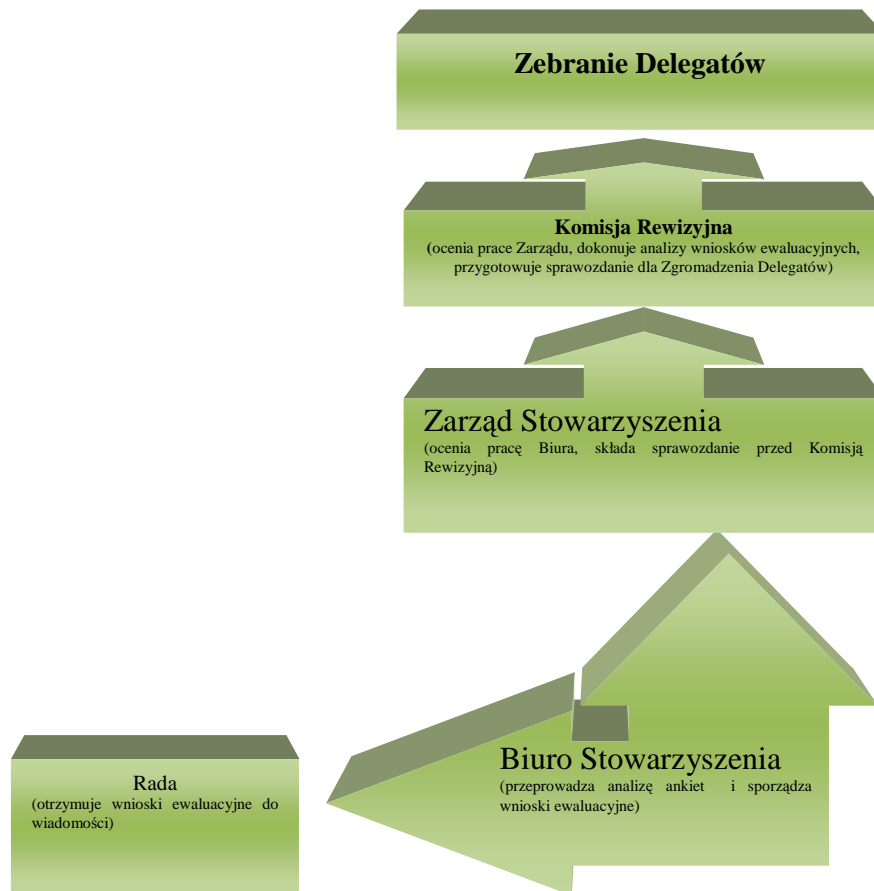 Zebranie Delegatów
Komisja Rewizyjna
(ocenia prace Zarządu, dokonuje analizy wniosków ewaluacyjnych,
przygotowuje sprawozdanie dla Zgromadzenia Delegatów)
Zarząd Stowarzyszenia
(ocenia pracę Biura, składa sprawozdanie przed Komisją
Rewizyjną)
Biuro Stowarzyszenia
(przeprowadza analizę ankiet i sporządza
wnioski ewaluacyjne)
Rada
(otrzymuje wnioski ewaluacyjne do
wiadomości)